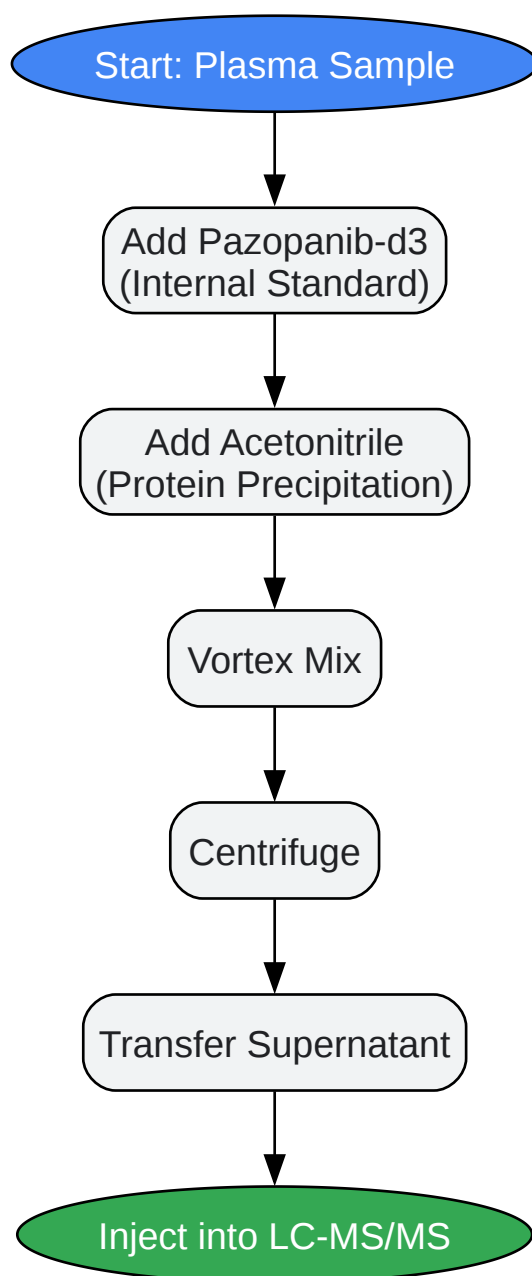 Start: Plasma Sample
Add Pazopanib-d3
(Internal Standard)
Add Acetonitrile
(Protein Precipitation)
Vortex Mix
Centrifuge
Transfer Supernatant
Inject into LC-MS/MS